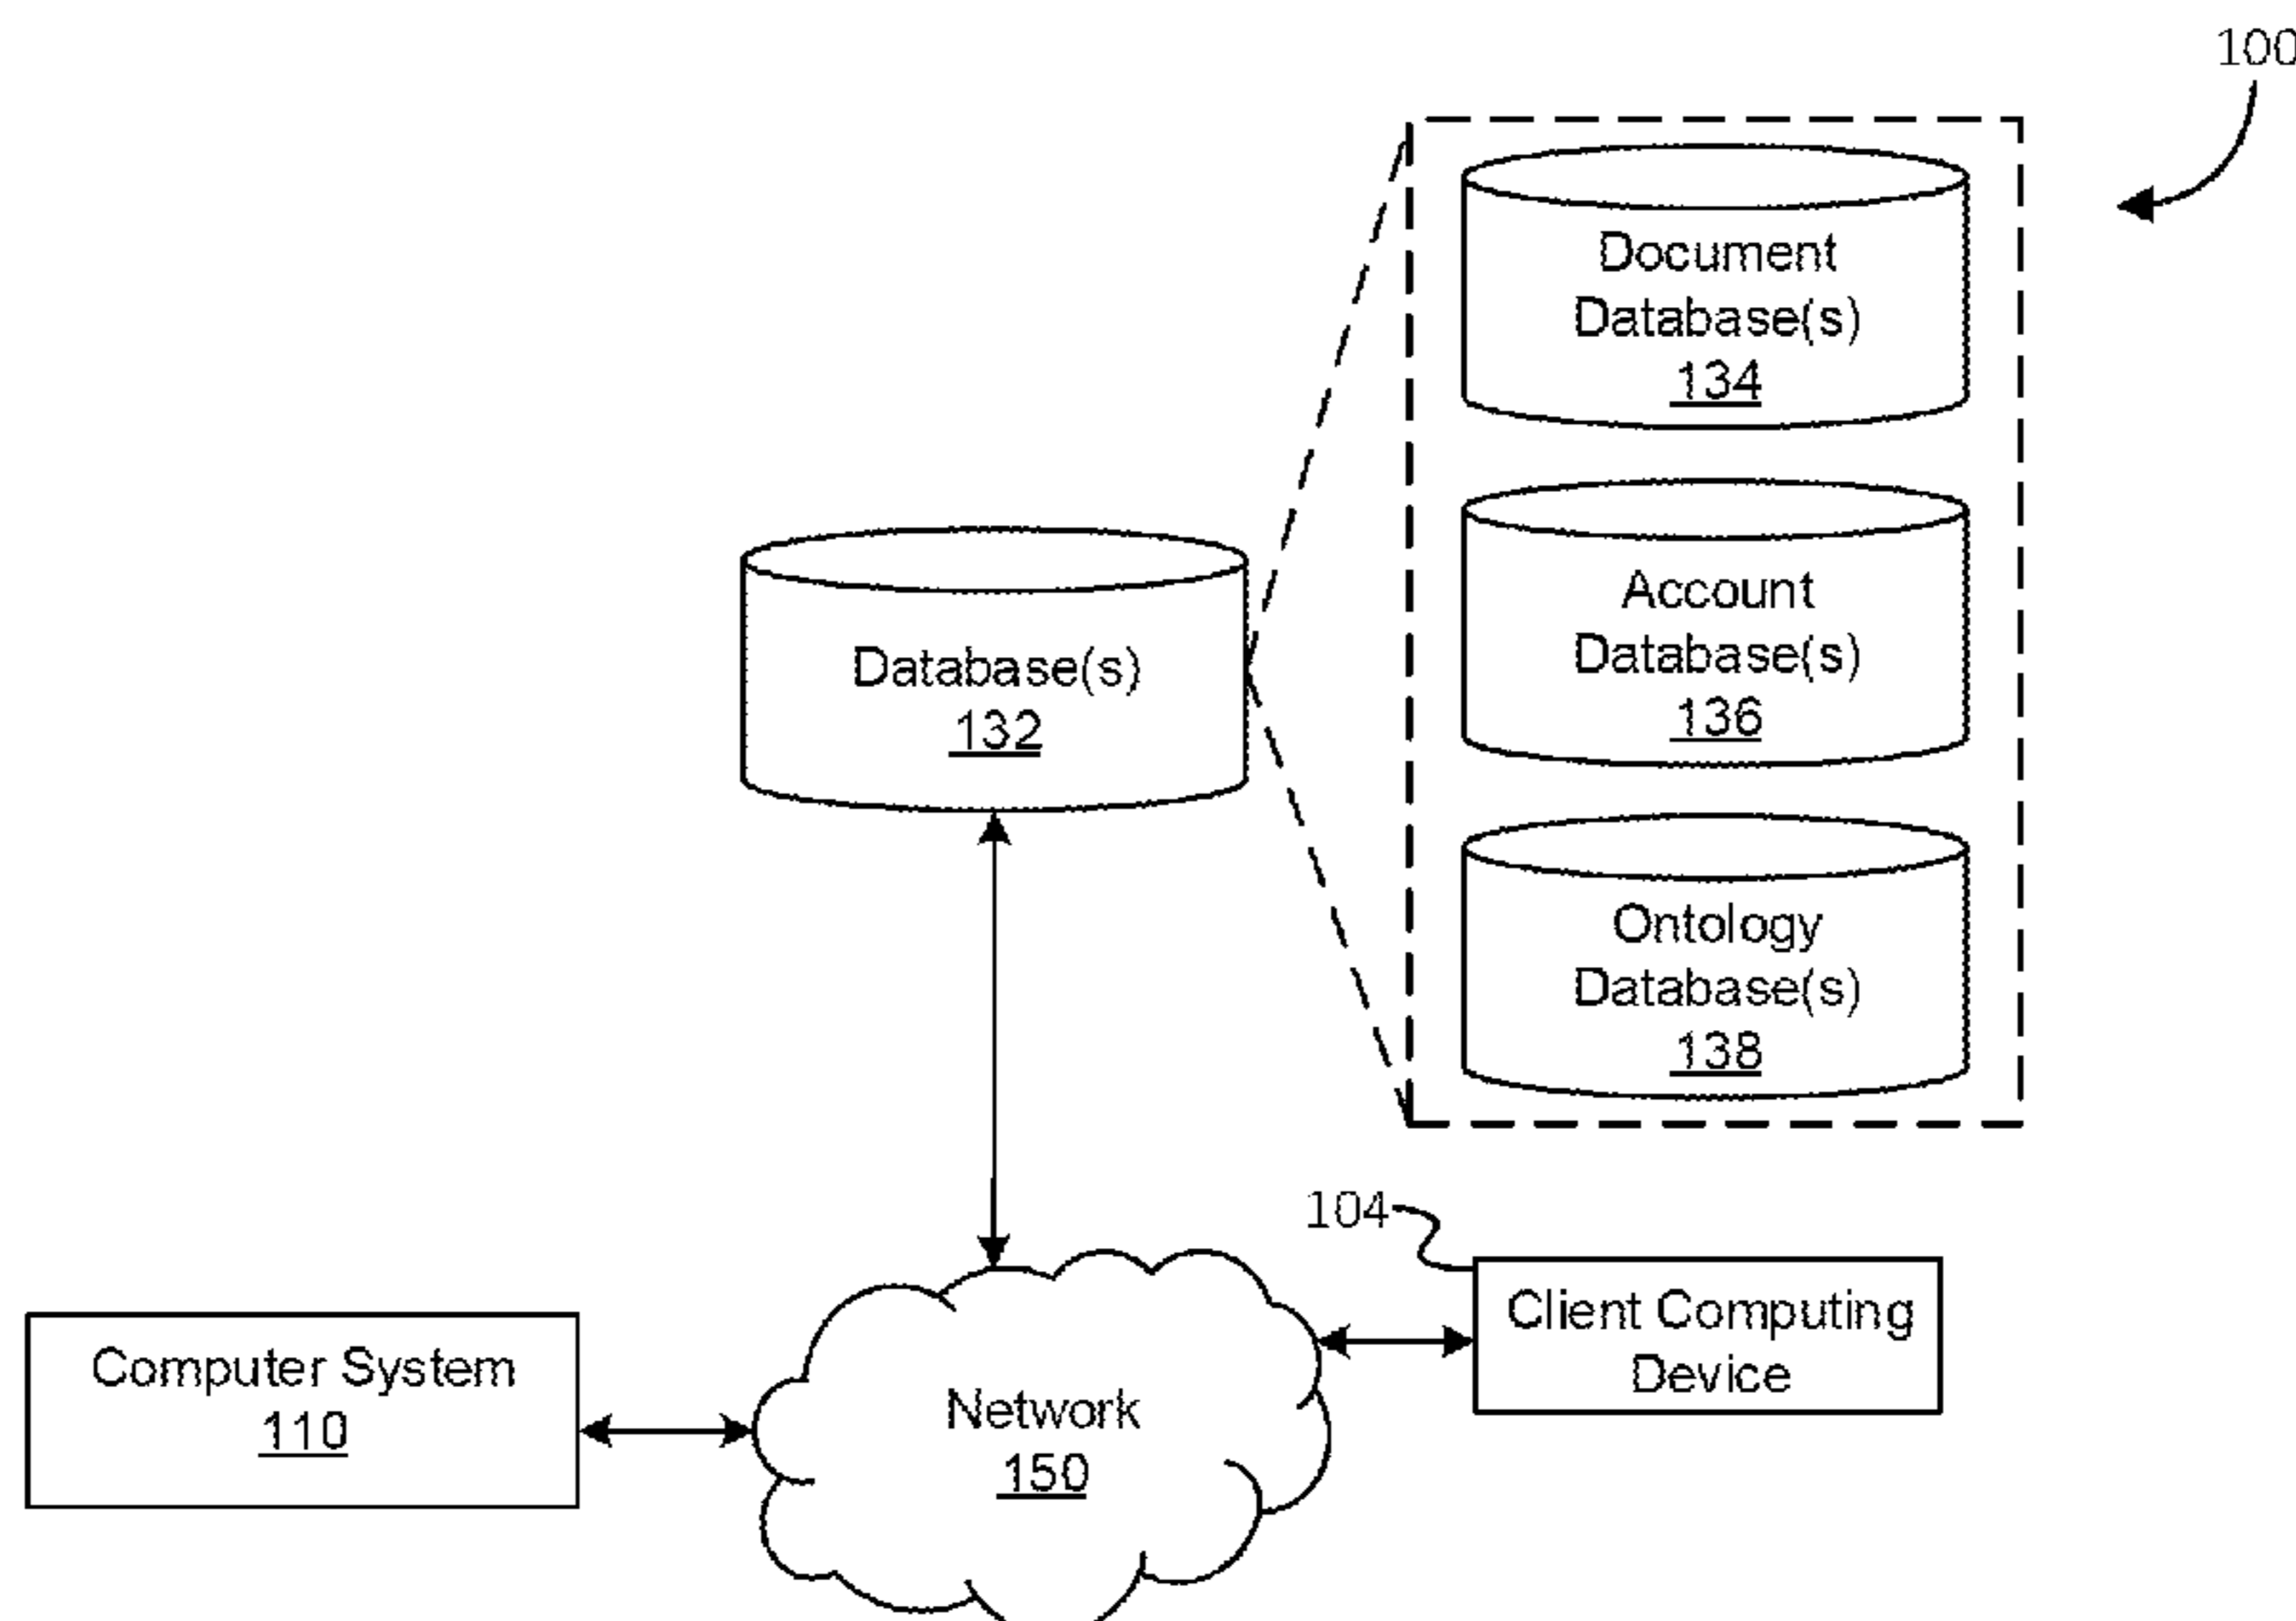 100
Document
Database(s)
134
Account
Database(s)
136
Database(s)
132
Ontology
Database(s)
138
104
Client Computing
Device
Computer System
110
Network
150